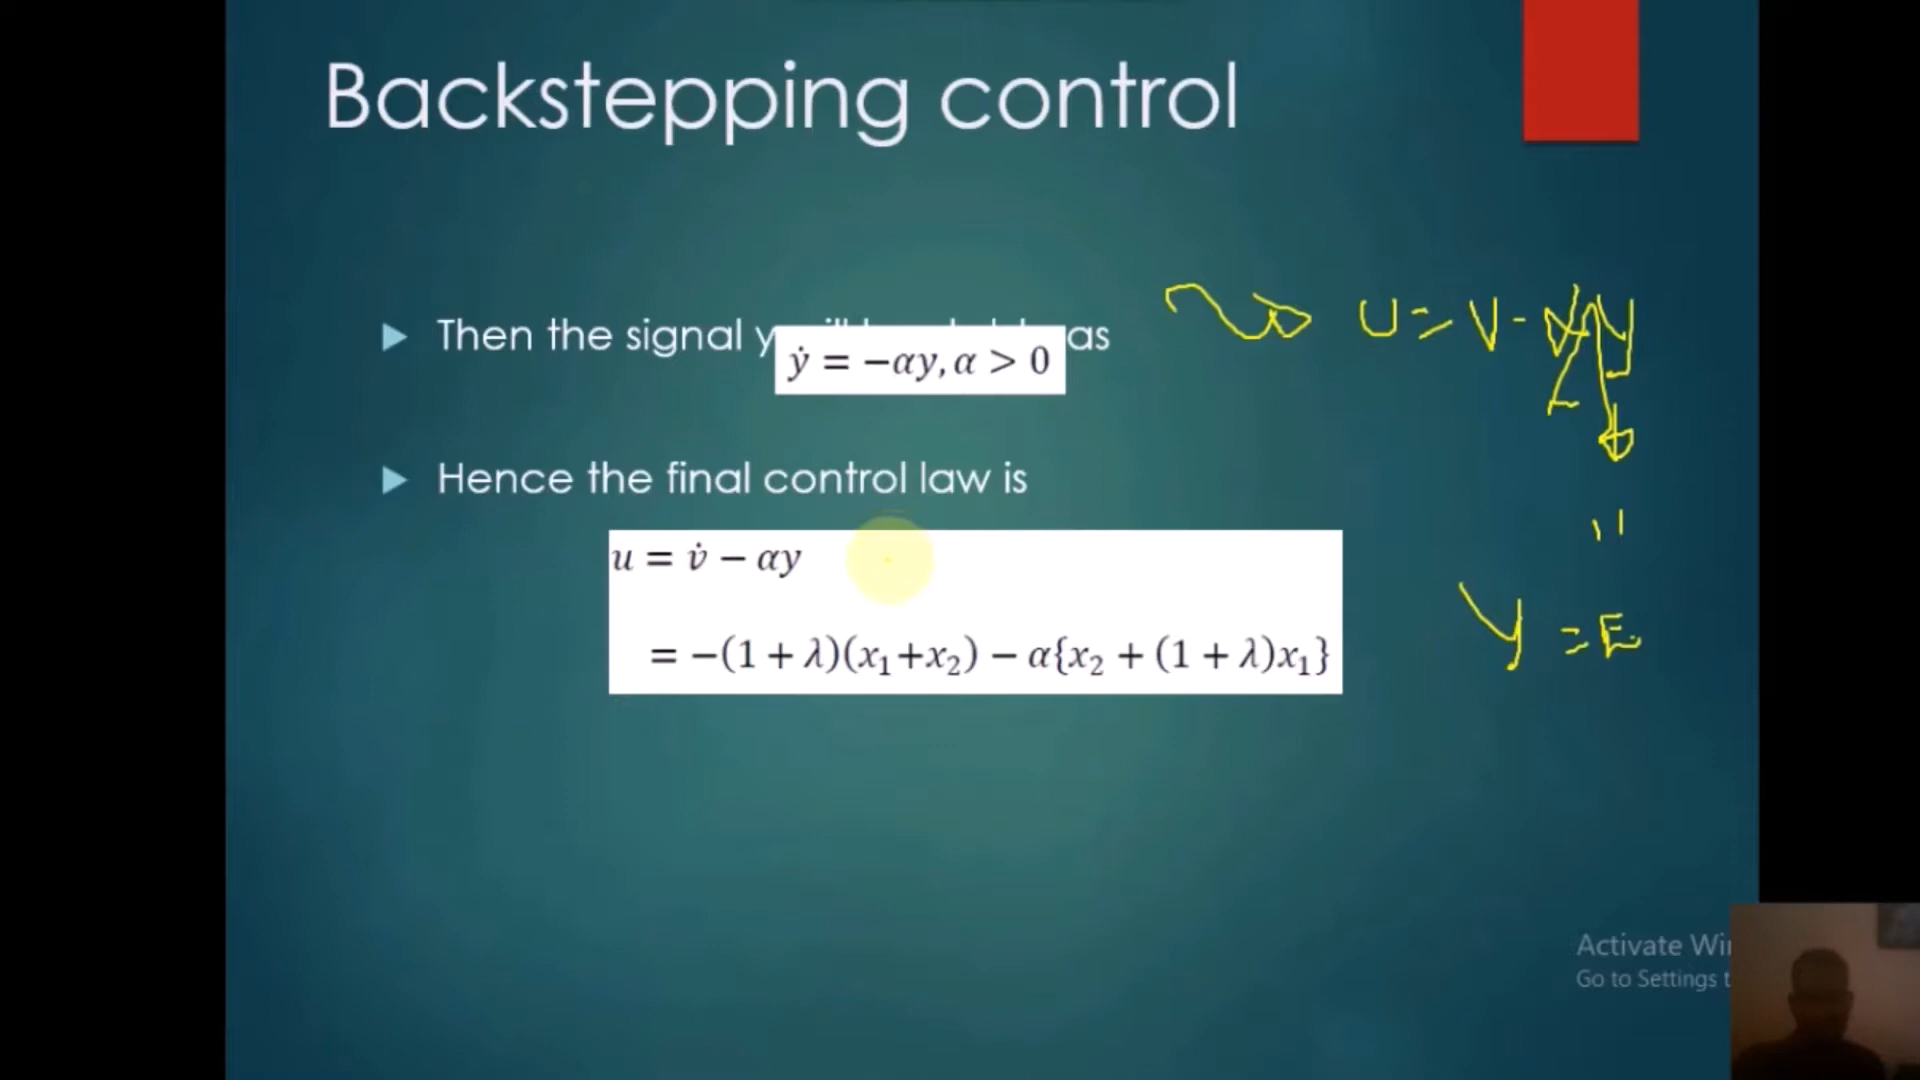 Backstepping control
Then the signal y as
ẏ = −αy, α > 0
U = V - y
Hence the final control law is
u = v̇ − αy
= −(1 + λ)(x₁+x₂) − α{x₂ + (1 + λ)x₁}
y = E
Activate Wi
Go to Settings t